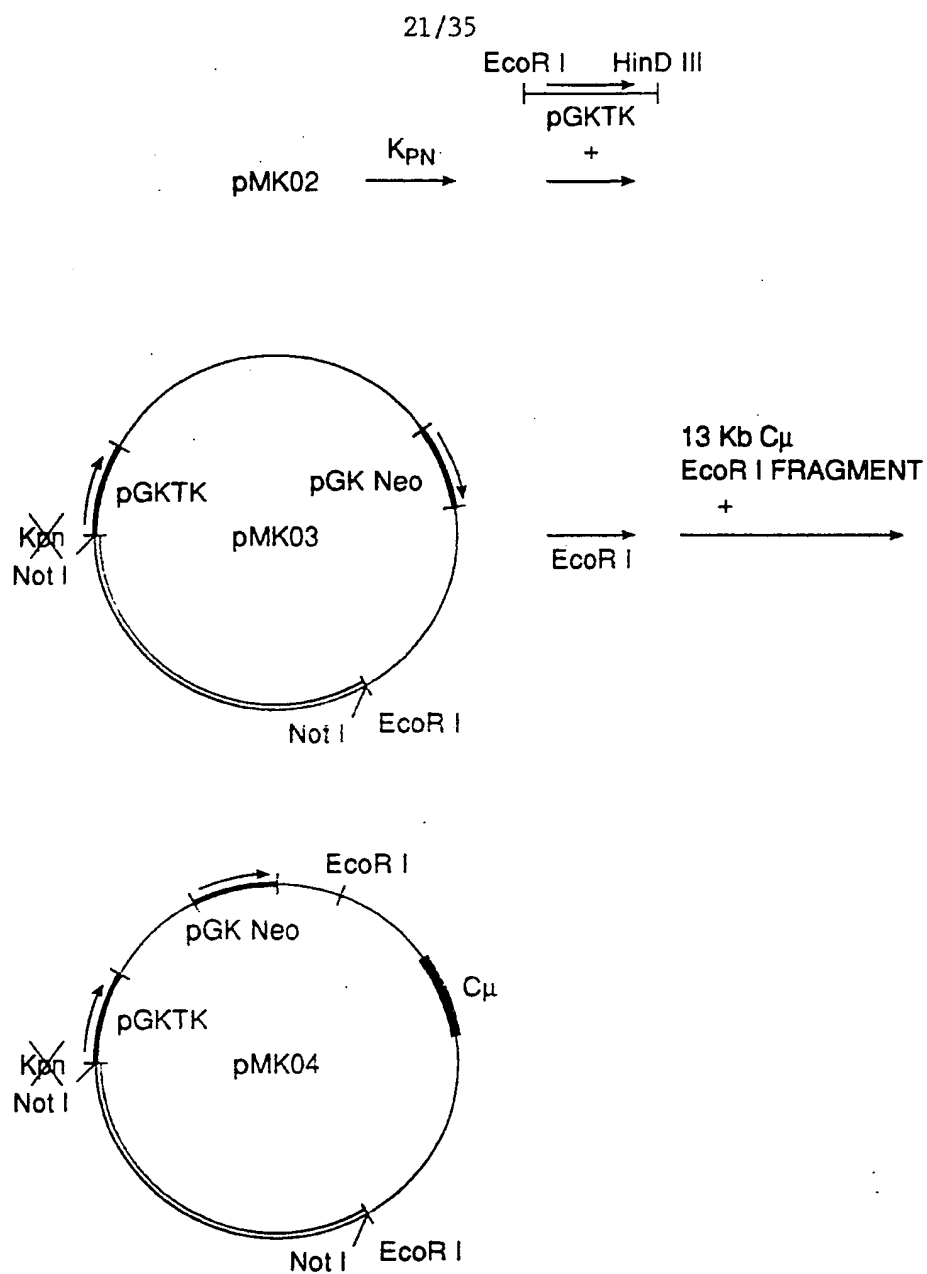 21/35
EcoR I HinD III
pGKTK
+
pMK02
KPN
pGKTK
pGK Neo
Kpn
Not I
pMK03
Not I
EcoR I
EcoR I
13 Kb Cμ
EcoR I FRAGMENT
+
EcoR I
pGK Neo
Cμ
pGKTK
Kpn
Not I
pMK04
Not I
EcoR I